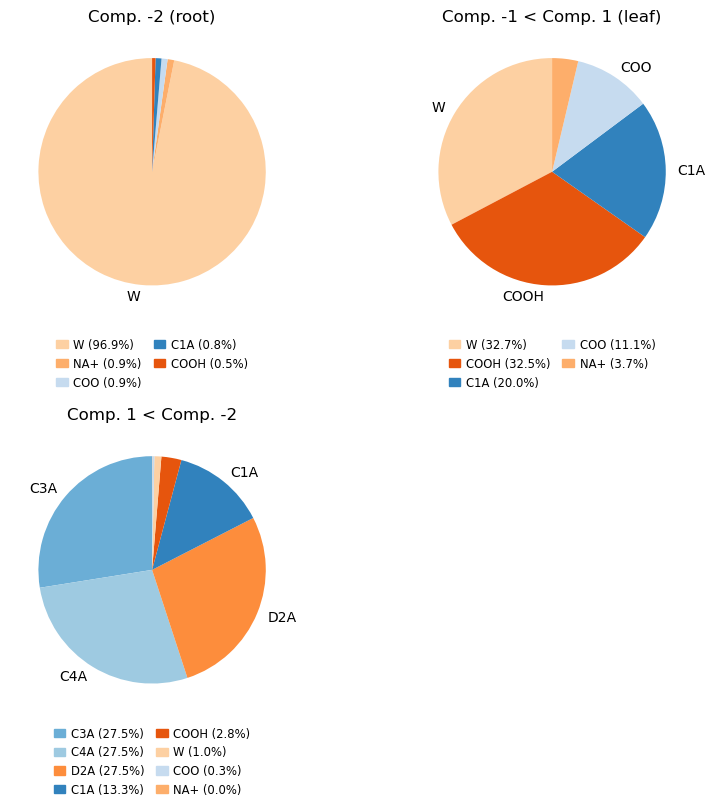 Comp. -2 (root)
W
W (96.9%)
NA+ (0.9%)
COO (0.9%)
C1A (0.8%)
COOH (0.5%)
Comp. -1 < Comp. 1 (leaf)
COO
W
C1A
COOH
W (32.7%)
COOH (32.5%)
C1A (20.0%)
COO (11.1%)
NA+ (3.7%)
Comp. 1 < Comp. -2
C1A
C3A
D2A
C4A
C3A (27.5%)
C4A (27.5%)
D2A (27.5%)
C1A (13.3%)
COOH (2.8%)
W (1.0%)
COO (0.3%)
NA+ (0.0%)